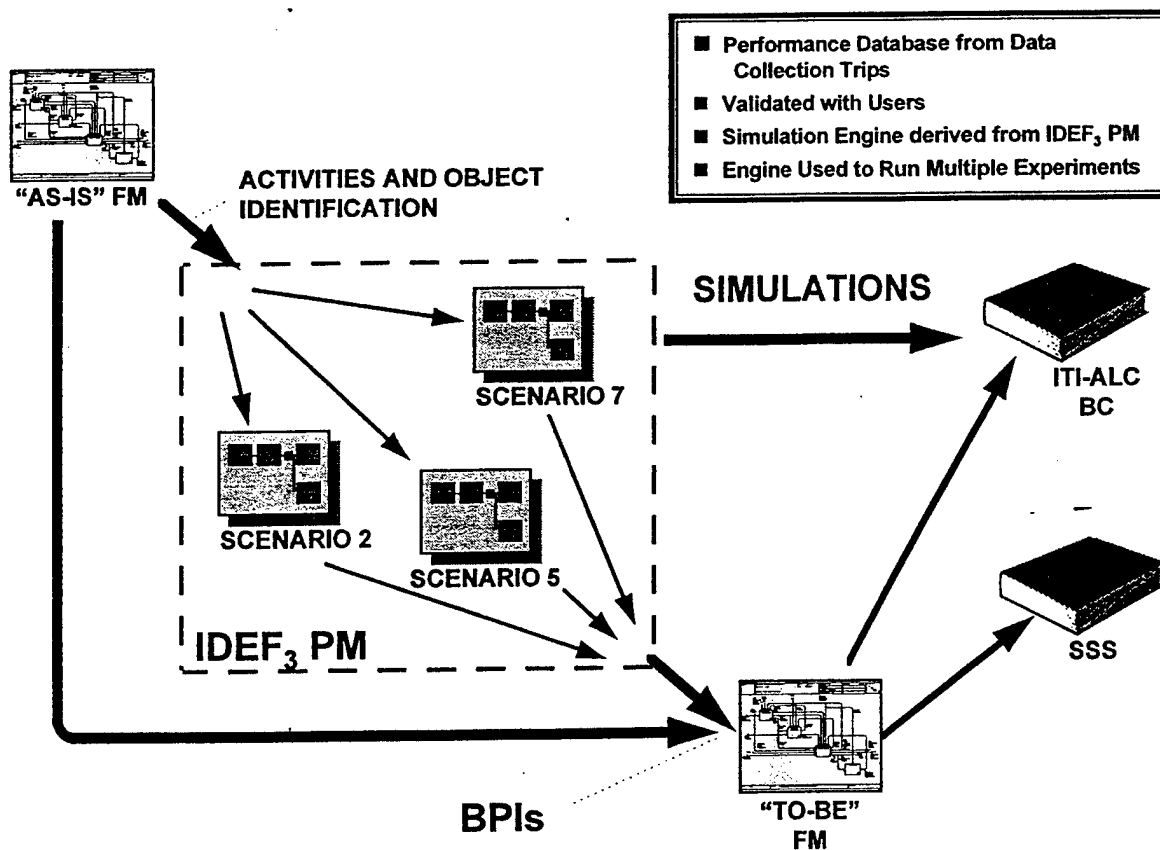 ■ Performance Database from Data
Collection Trips
■ Validated with Users
■ Simulation Engine derived from IDEF₃ PM
■ Engine Used to Run Multiple Experiments
"AS-IS" FM
ACTIVITIES AND OBJECT
IDENTIFICATION
SIMULATIONS
ITI-ALC
BC
SCENARIO 7
SCENARIO 2
SCENARIO 5
IDEF₃ PM
SSS
BPIs
"TO-BE"
FM